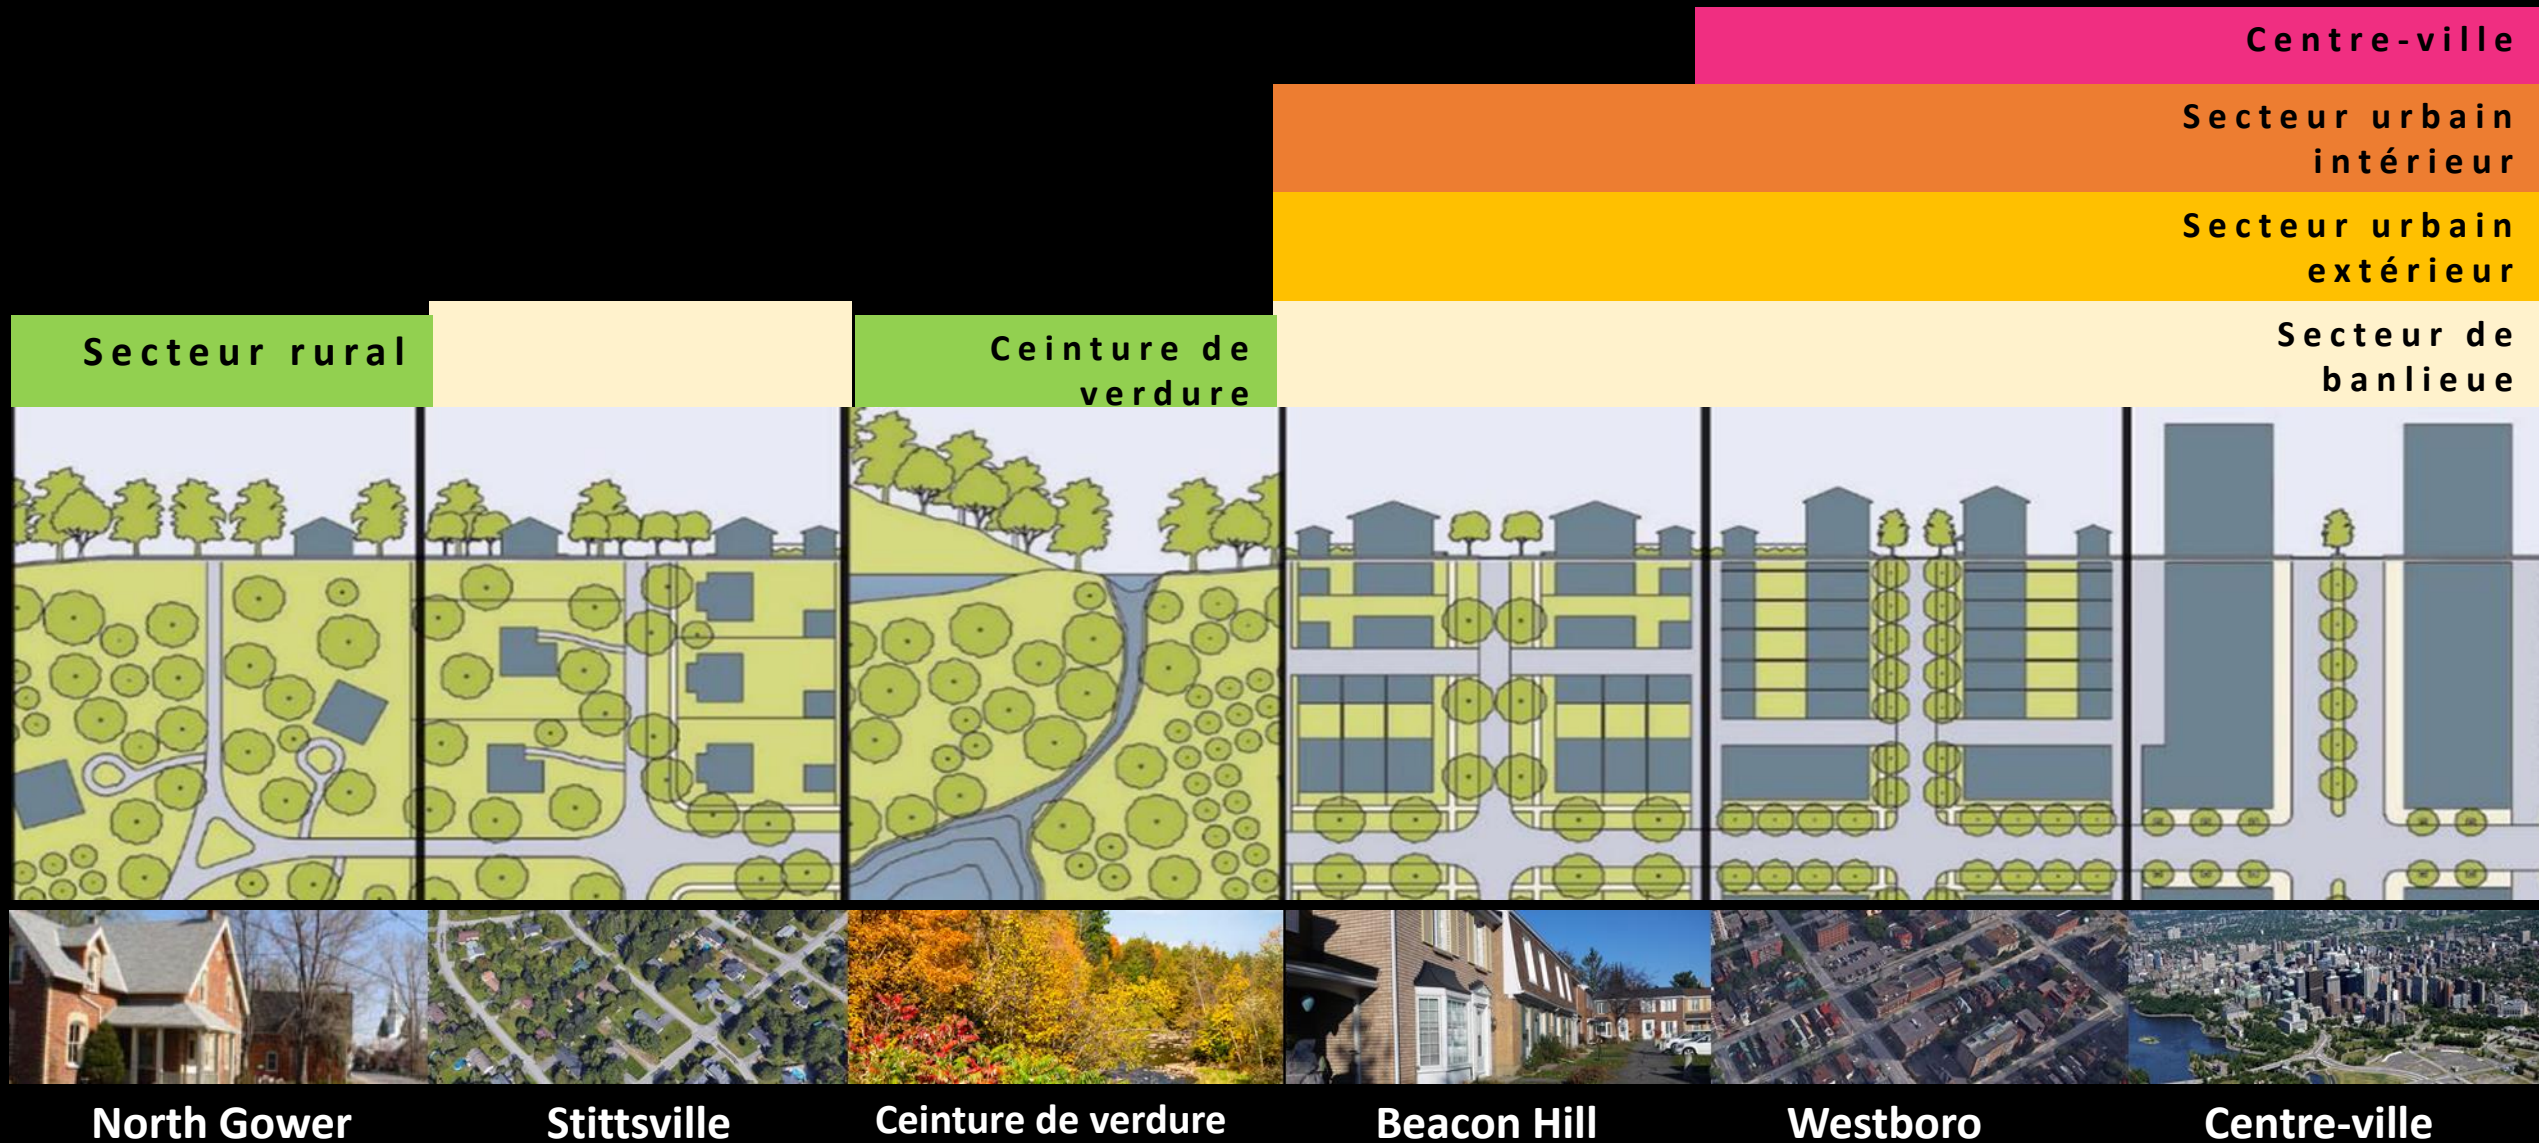 Centre-ville
Secteur urbain
intérieur
Secteur urbain
extérieur
Secteur rural
Ceinture de
verdure
Secteur de
banlieue
North Gower
Stittsville
Ceinture de verdure
Beacon Hill
Westboro
Centre-ville